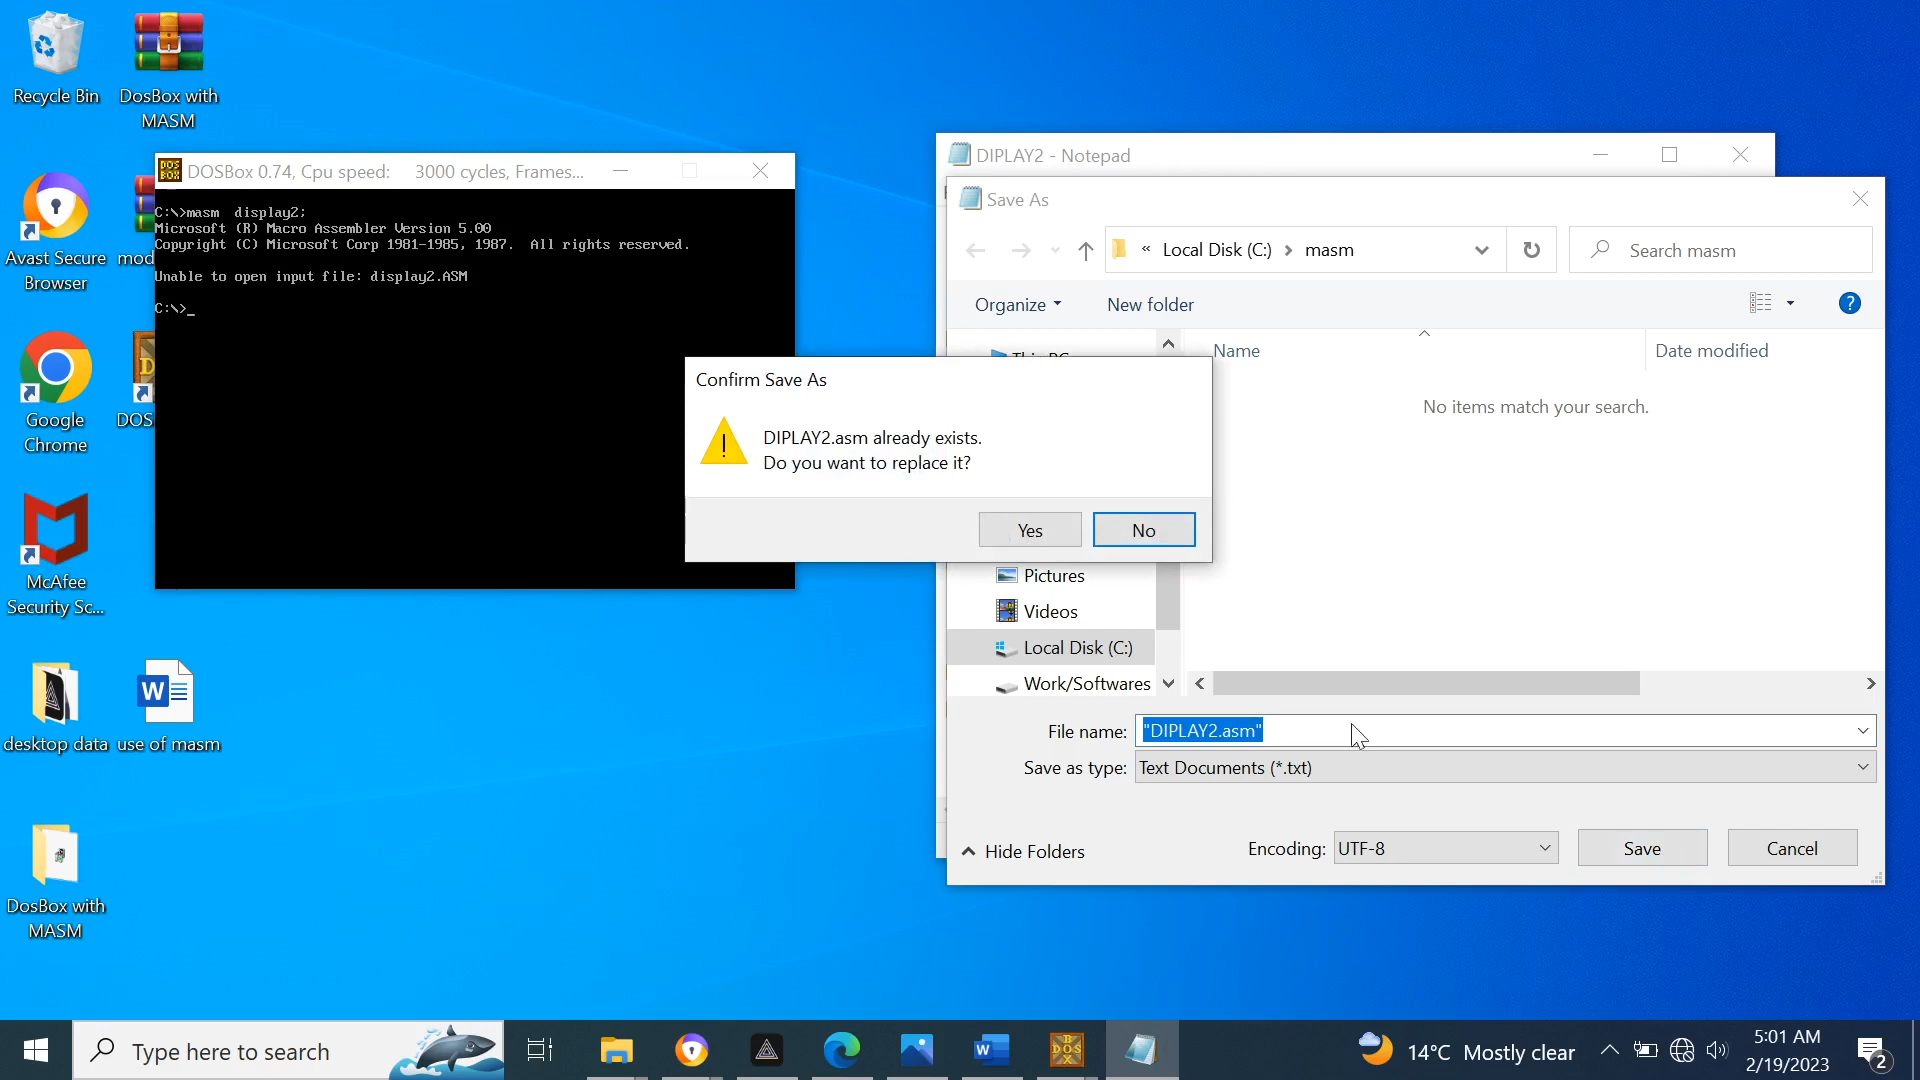 Recycle Bin
DosBox with
MASM
Avast Secure
Browser
mod
Google
Chrome
DOS
McAfee
Security Sc...
desktop data
use of masm
DosBox with
MASM
DOSBox 0.74, Cpu speed: 3000 cycles, Frames...
C:\>masm display2;
Microsoft (R) Macro Assembler Version 5.00
Copyright (C) Microsoft Corp 1981-1985, 1987. All rights reserved.
Unable to open input file: display2.ASM
C:\>_
DIPLAY2 - Notepad
Save As
« Local Disk (C:) > masm
Search masm
Organize
New folder
Name
Date modified
No items match your search.
Confirm Save As
DIPLAY2.asm already exists.
Do you want to replace it?
Yes
No
Pictures
Videos
Local Disk (C:)
Work/Softwares
File name: "DIPLAY2.asm"
Save as type: Text Documents (*.txt)
Hide Folders
Encoding: UTF-8
Save
Cancel
Type here to search
14°C Mostly clear
5:01 AM
2/19/2023
2